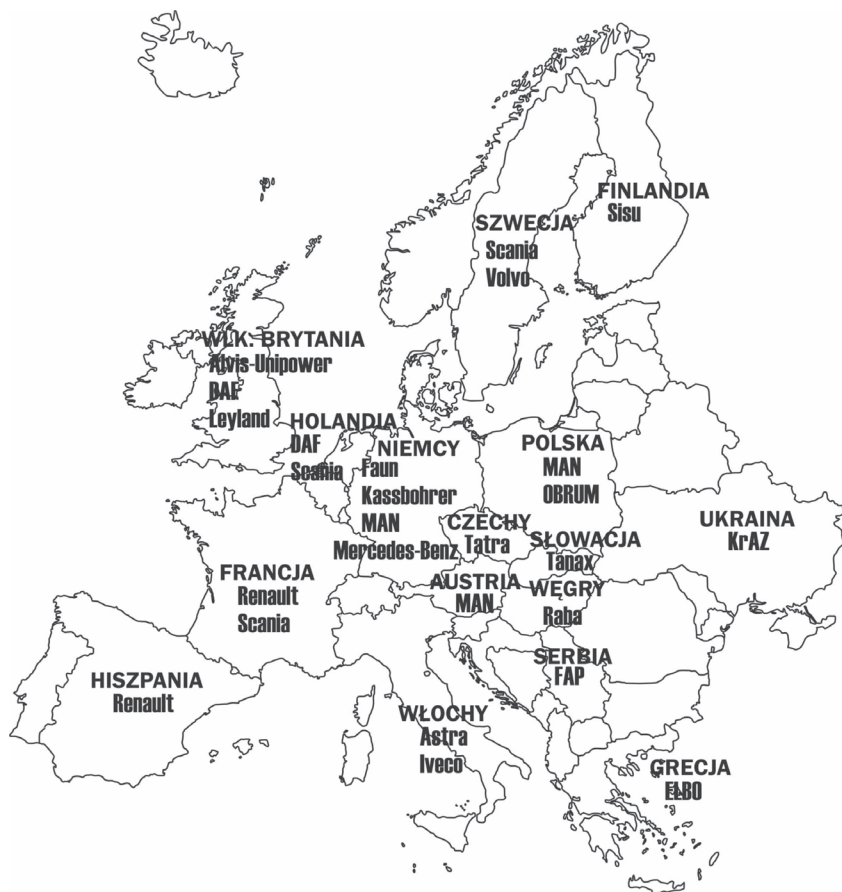 FINLANDIA
Sisu
SZWECJA
Scania
Volvo
WLK. BRYTANIA
Alvis-Unipower
DAF
Leyland
HOLANDIA
DAF
Scania
NIEMCY
Faun
Kassbohrer
MAN
Mercedes-Benz
POLSKA
MAN
OBRUM
UKRAINA
KrAZ
CZECHY
Tatra
SŁOWACJA
Tanax
FRANCJA
Renault
Scania
AUSTRIA
MAN
WĘGRY
Raba
SERBIA
FAP
HISZPANIA
Renault
WŁOCHY
Astra
Iveco
GRECJA
ELBO